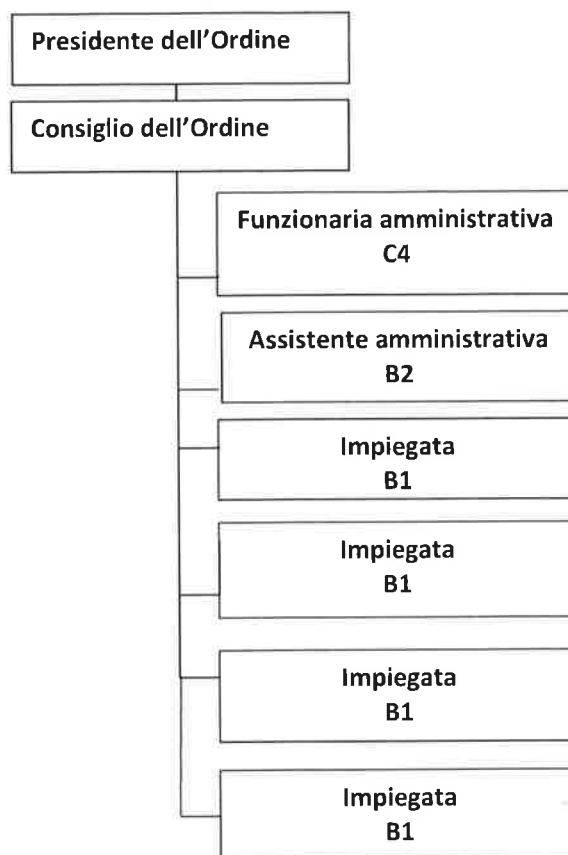 Presidente dell'Ordine
Consiglio dell'Ordine
Funzionaria amministrativa
C4
Assistente amministrativa
B2
Impiegata
B1
Impiegata
B1
Impiegata
B1
Impiegata
B1